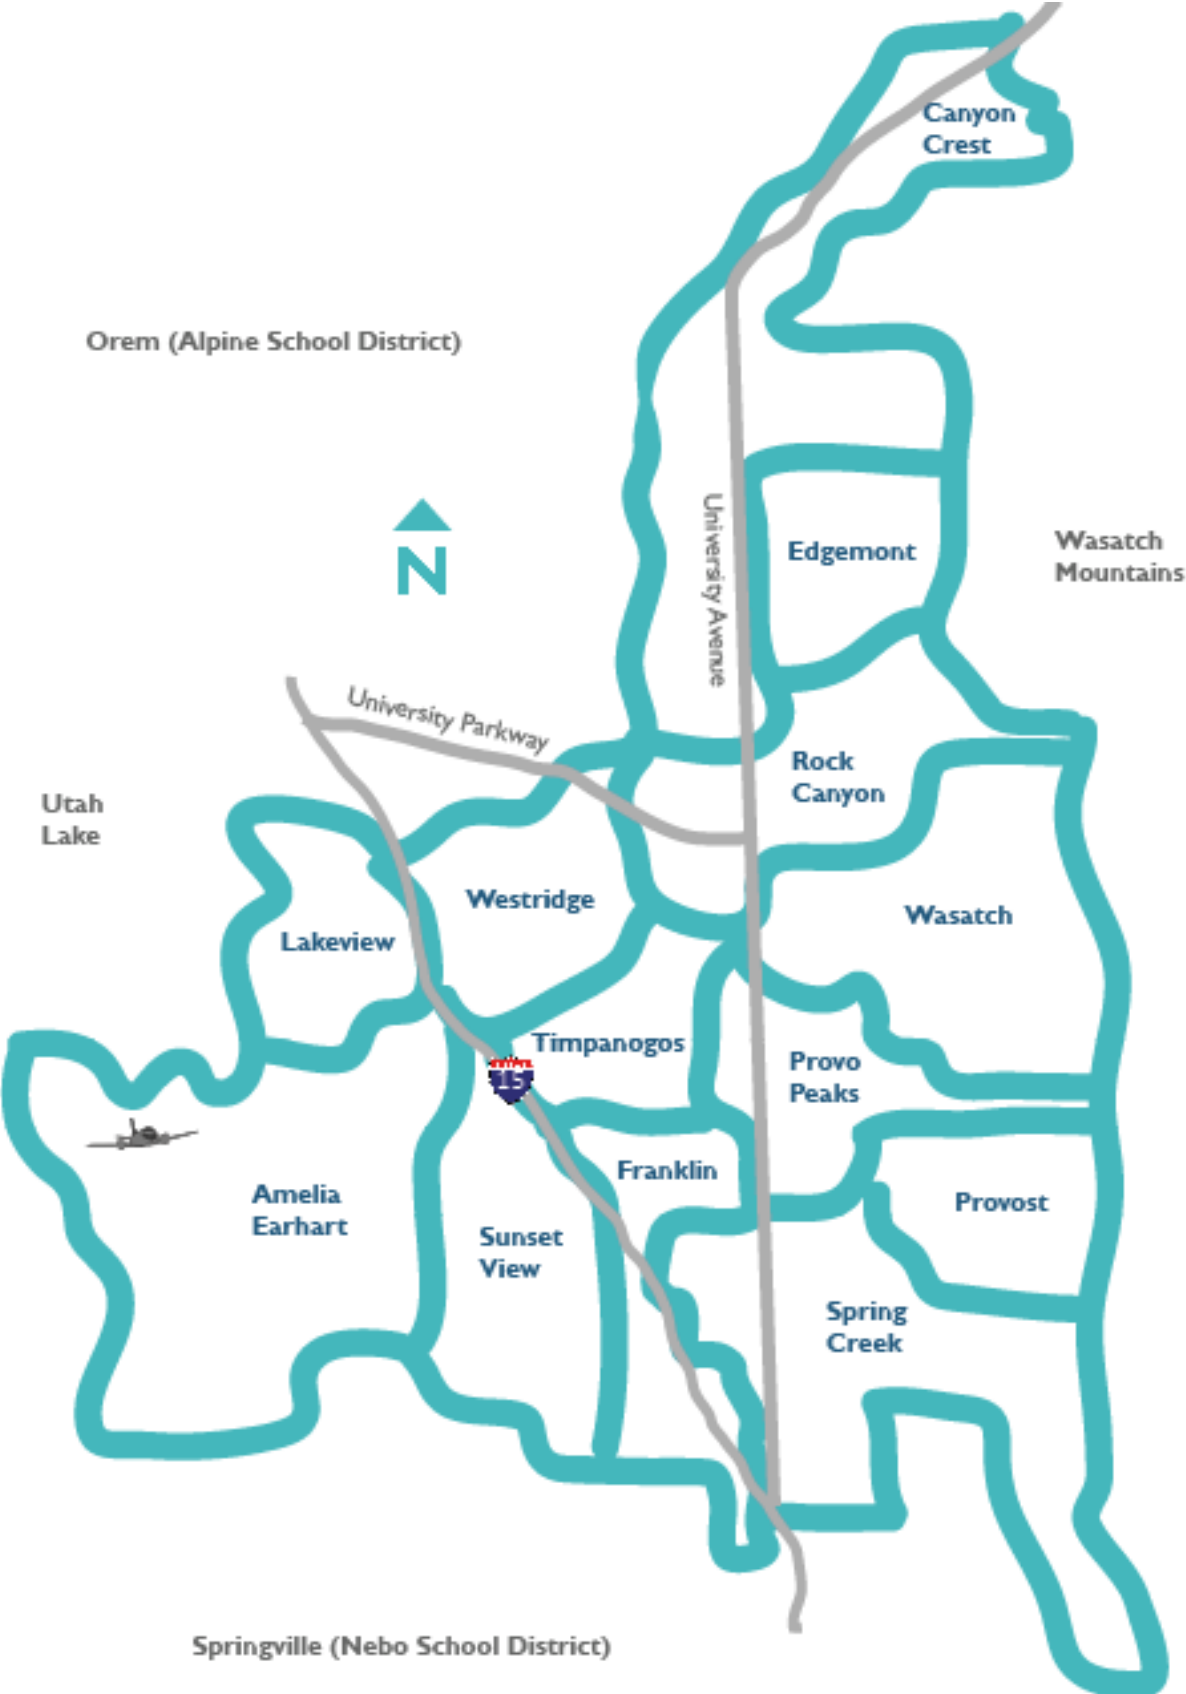 Canyon
Crest
Orem (Alpine School District)
N
University Avenue
Edgemont
Wasatch
Mountains
University Parkway
Rock
Canyon
Utah
Lake
Westridge
Wasatch
Lakeview
Timpanogos
15
Provo
Peaks
Franklin
Amelia
Earhart
Provost
Sunset
View
Spring
Creek
Springville (Nebo School District)